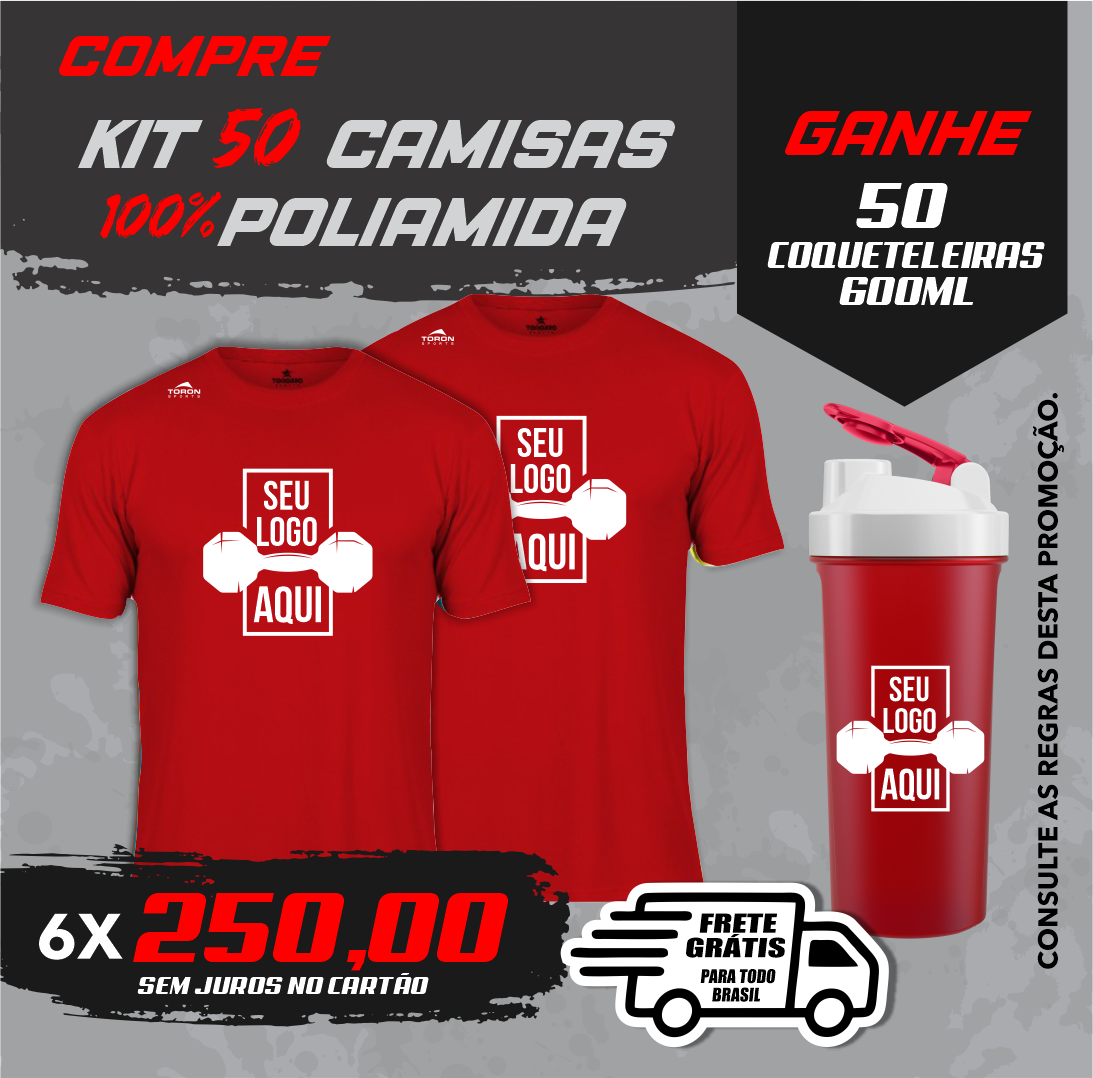 COMPRE
KIT 50 CAMISAS
100% POLIAMIDA
GANHE
50
COQUETELEIRAS
600ML
TORON
SPORTS
TORON
SPORTS
SEU
LOGO
AQUI
SEU
LOGO
AQUI
SEU
LOGO
AQUI
CONSULTE AS REGRAS DESTA PROMOÇÃO.
6X 250,00
SEM JUROS NO CARTÃO
FRETE
GRÁTIS
PARA TODO
BRASIL